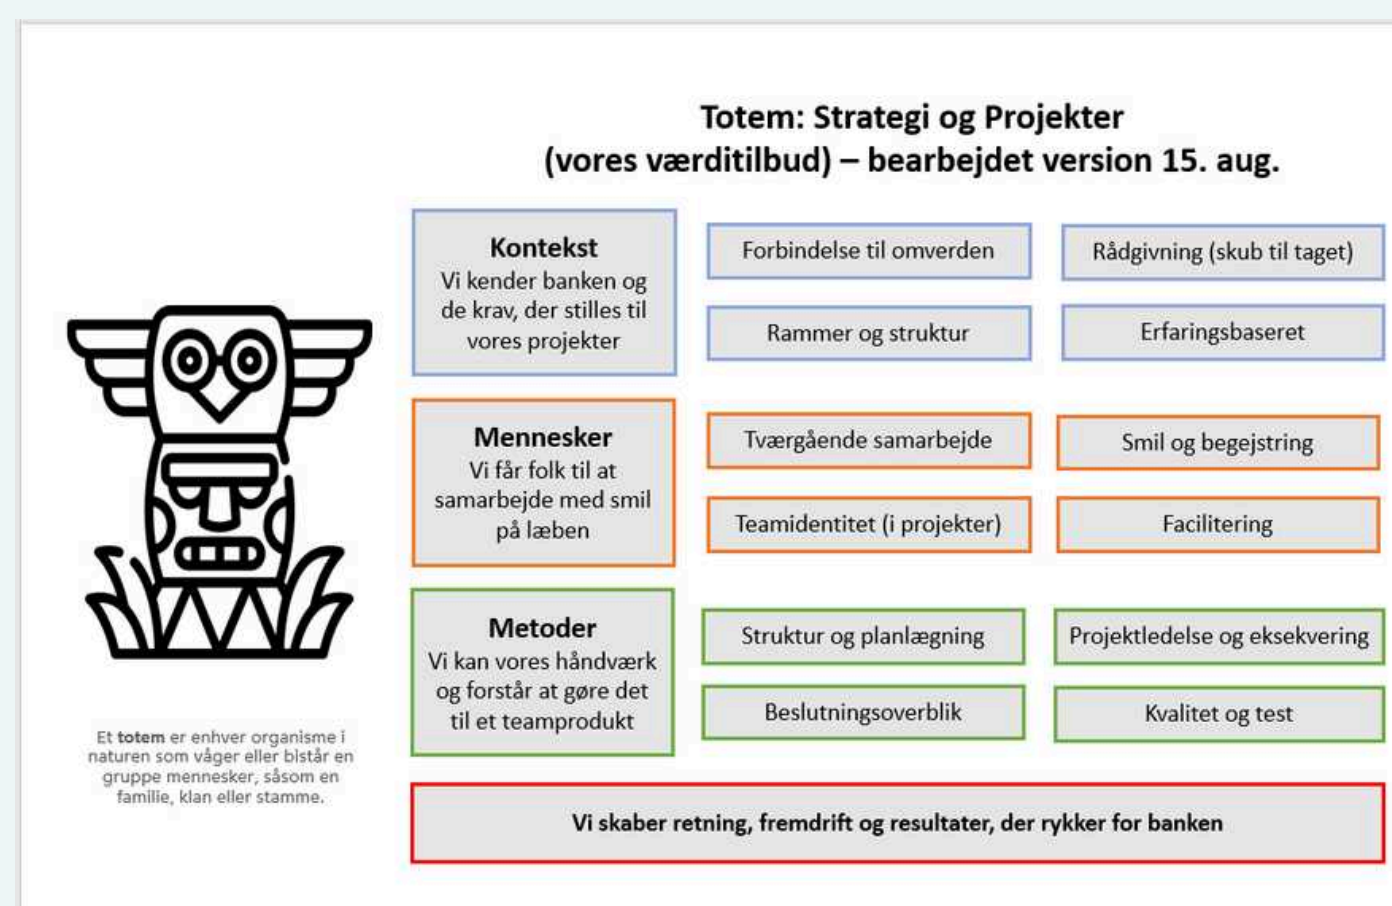 Totem: Strategi og Projekter
(vores værditilbud) – bearbejdet version 15. aug.
Kontekst
Vi kender banken og
de krav, der stilles til
vores projekter
Forbindelse til omverden
Rådgivning (skub til taget)
Rammer og struktur
Erfaringsbaseret
Mennesker
Vi får folk til at
samarbejde med smil
på læben
Tværgående samarbejde
Smil og begejstring
Teamidentitet (i projekter)
Facilitering
Metoder
Vi kan vores håndværk
og forstår at gøre det
til et teamprodukt
Struktur og planlægning
Projektledelse og eksekvering
Beslutningsoverblik
Kvalitet og test
Et totem er enhver organisme i
naturen som våger eller bistår en
gruppe mennesker, såsom en
familie, klan eller stamme.
Vi skaber retning, fremdrift og resultater, der rykker for banken